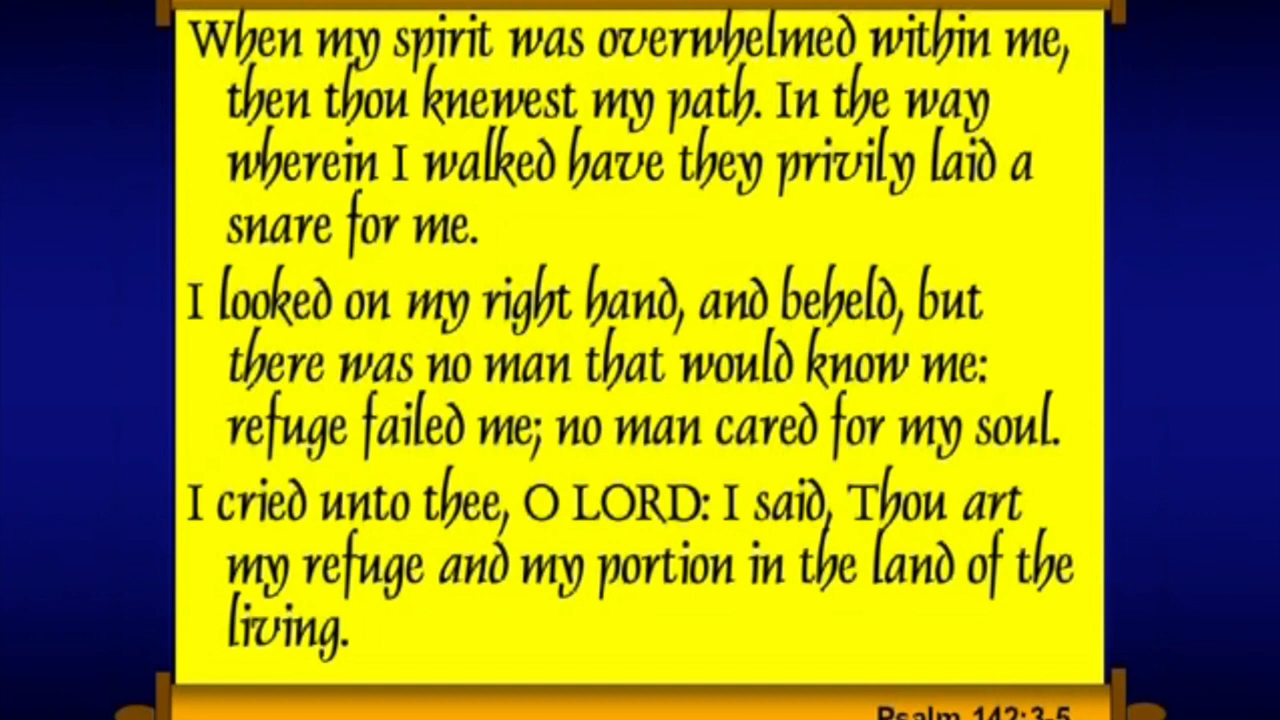 When my spirit was overwhelmed within me,
then thou knewest my path. In the way
wherein I walked have they privily laid a
snare for me.
I looked on my right hand, and beheld, but
there was no man that would know me:
refuge failed me; no man cared for my soul.
I cried unto thee, O LORD: I said, Thou art
my refuge and my portion in the land of the
living.
Psalm 142:3-5